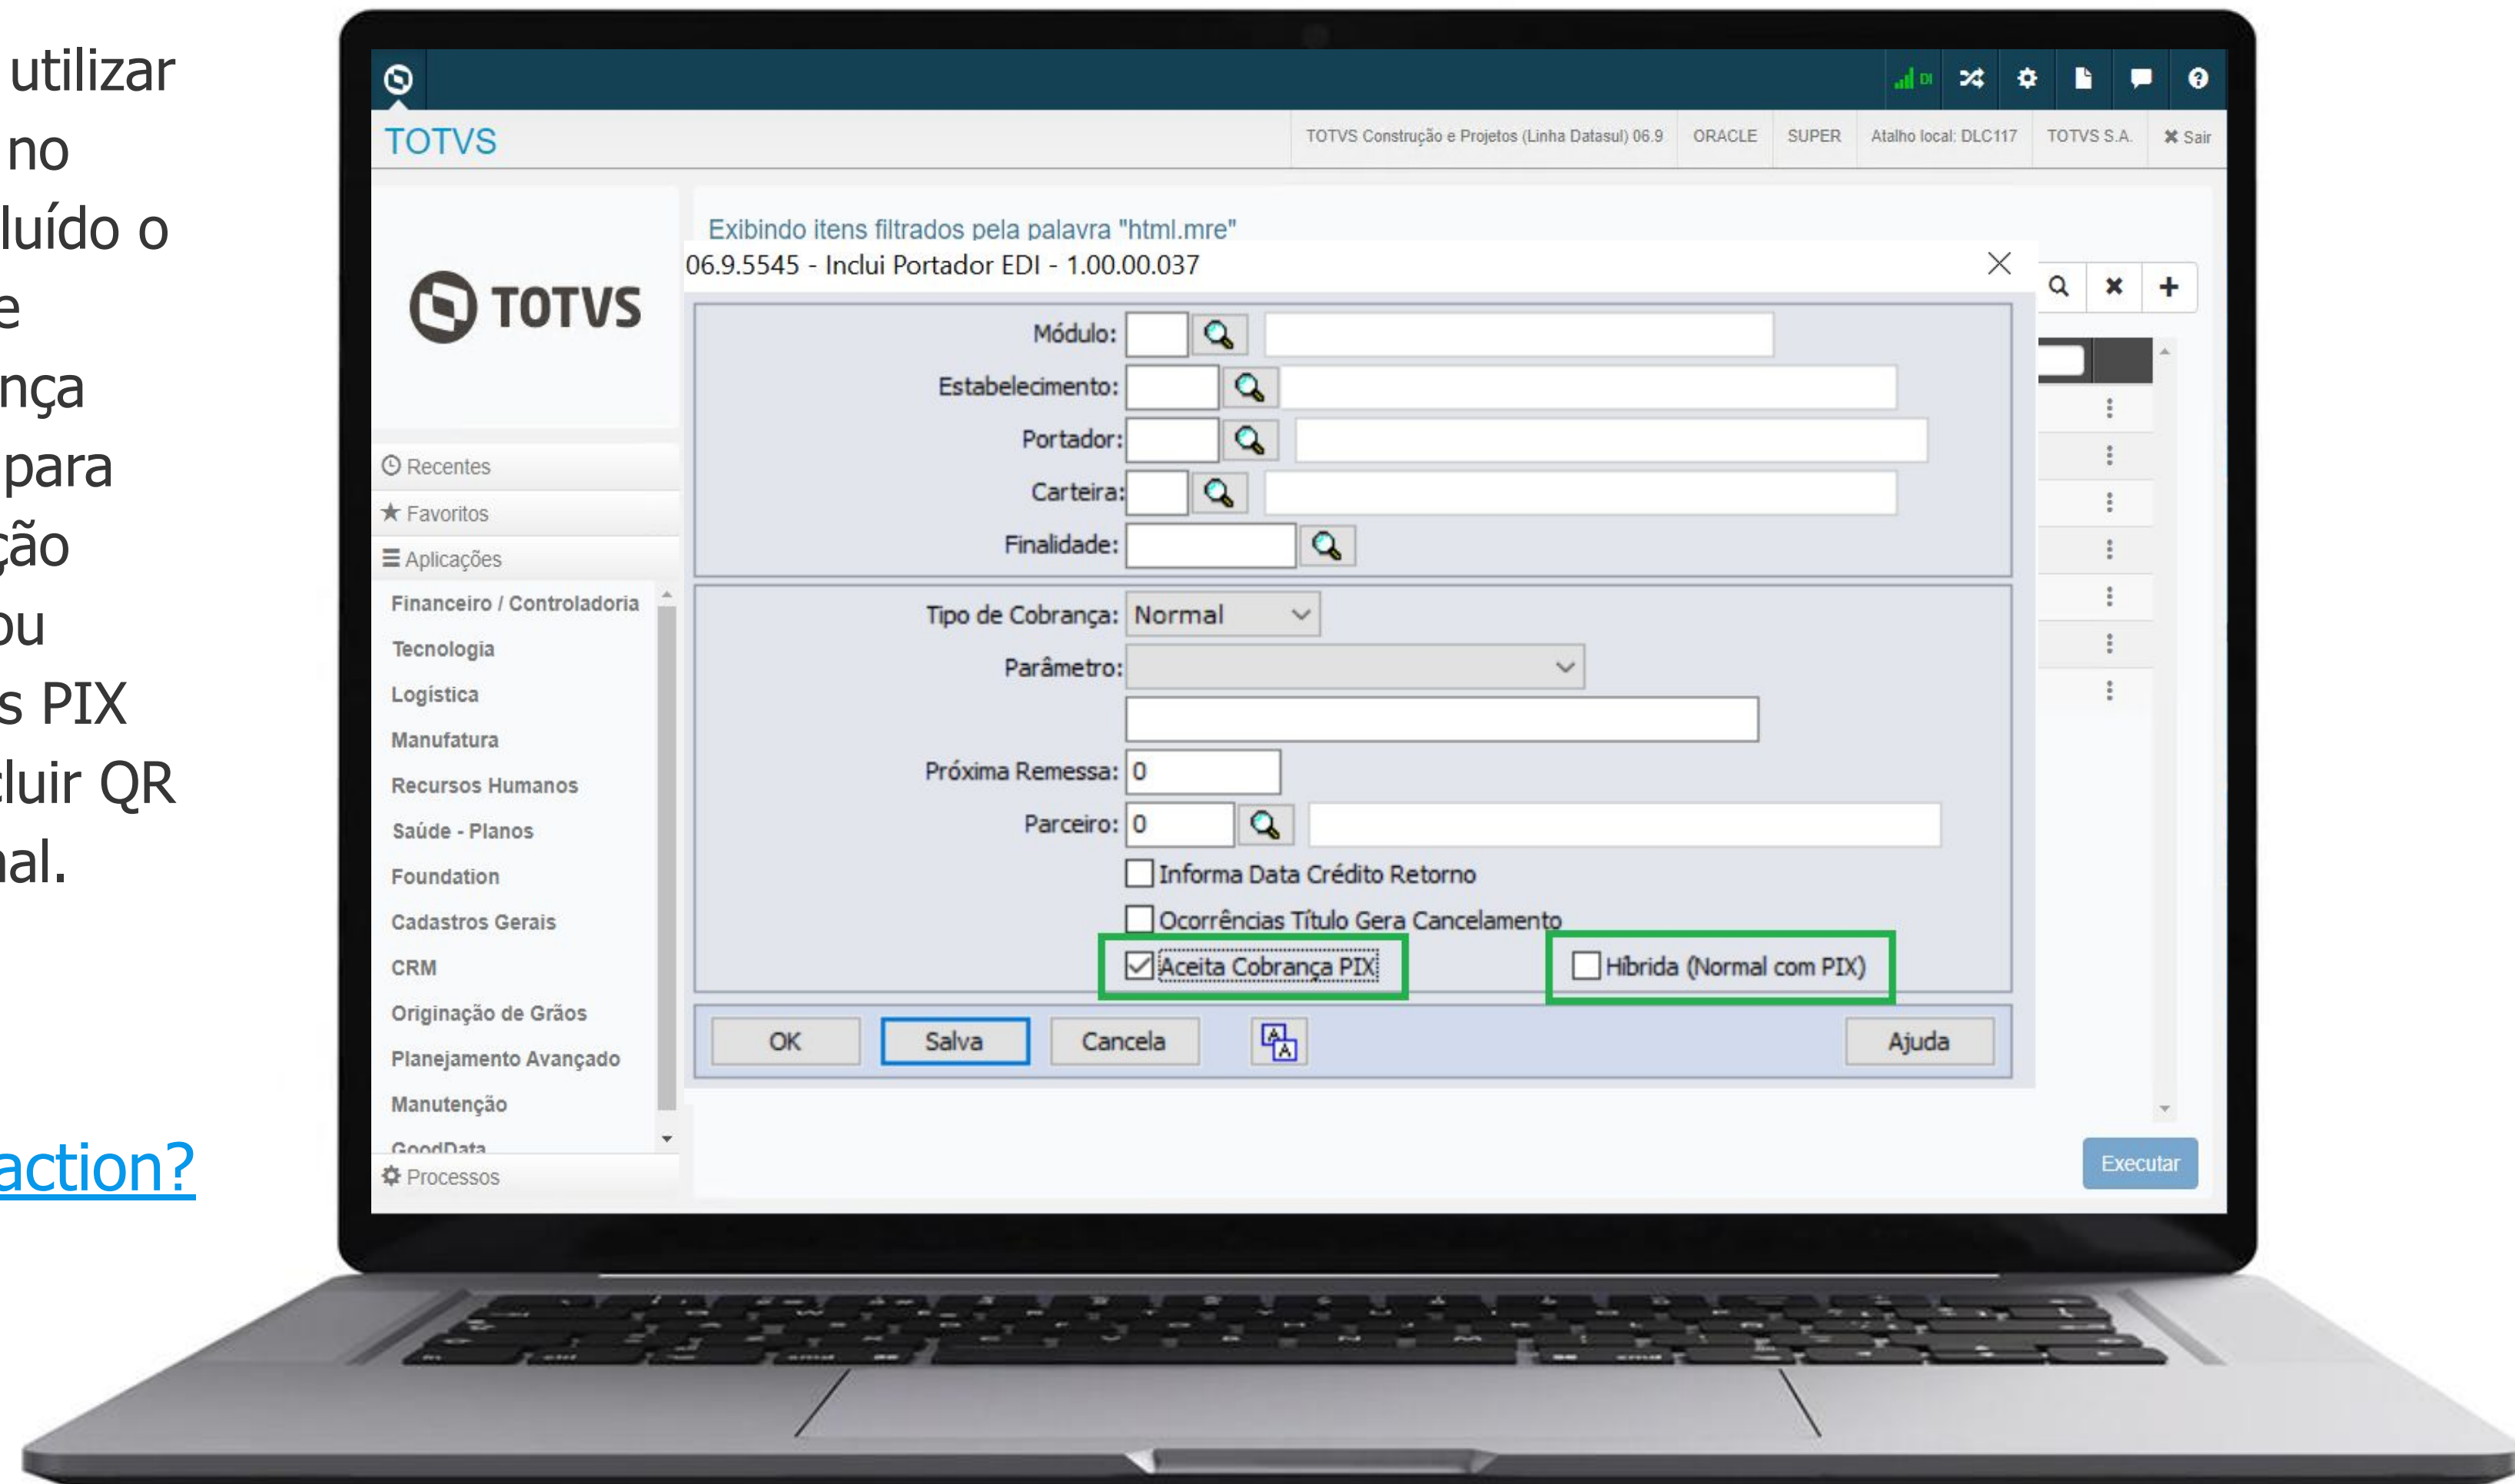 utilizar
no
luído o
e
nça
para
ção
ou
s PIX
cluir QR
nal.
action?
DI
TOTVS
TOTVS Construção e Projetos (Linha Datasul) 06.9
ORACLE
SUPER
Atalho local: DLC117
TOTVS S.A.
Sair
TOTVS
Recentes
Favoritos
Aplicações
Financeiro / Controladoria
Tecnologia
Logística
Manufatura
Recursos Humanos
Saúde - Planos
Foundation
Cadastros Gerais
CRM
Originação de Grãos
Planejamento Avançado
Manutenção
GoodData
Processos
Exibindo itens filtrados pela palavra "html.mre"
06.9.5545 - Inclui Portador EDI - 1.00.00.037
Módulo:
Estabelecimento:
Portador:
Carteira:
Finalidade:
Tipo de Cobrança: Normal
Parâmetro:
Próxima Remessa: 0
Parceiro: 0
Informa Data Crédito Retorno
Ocorrências Título Gera Cancelamento
Aceita Cobrança PIX
Híbrida (Normal com PIX)
OK
Salva
Cancela
Ajuda
Executar